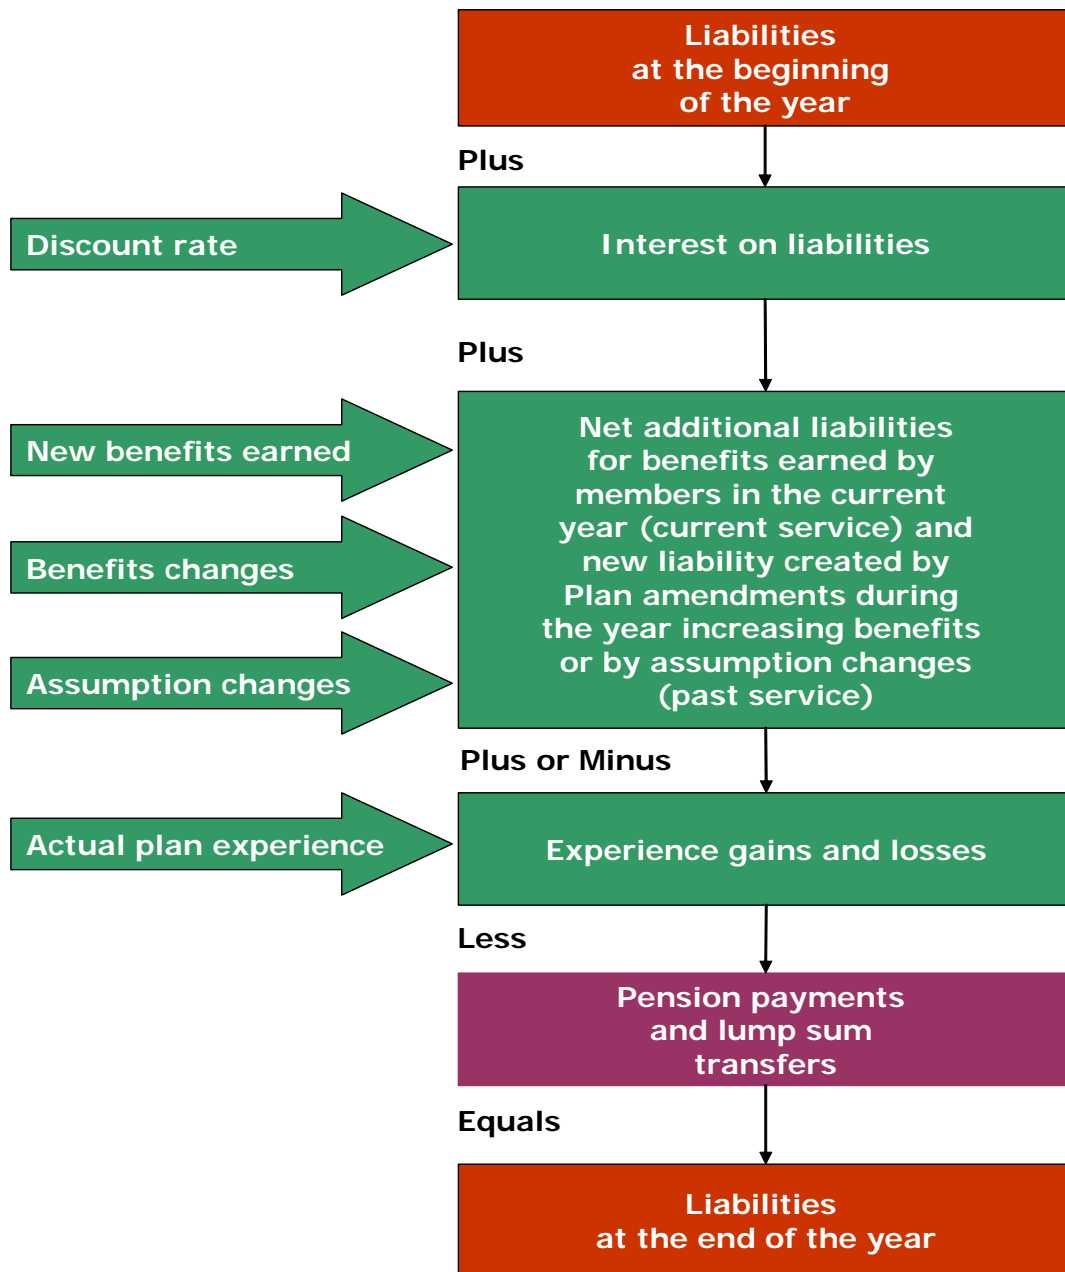 Liabilities
at the beginning
of the year
Plus
Discount rate
Interest on liabilities
Plus
New benefits earned
Benefits changes
Assumption changes
Net additional liabilities
for benefits earned by
members in the current
year (current service) and
new liability created by
Plan amendments during
the year increasing benefits
or by assumption changes
(past service)
Plus or Minus
Actual plan experience
Experience gains and losses
Less
Pension payments
and lump sum
transfers
Equals
Liabilities
at the end of the year